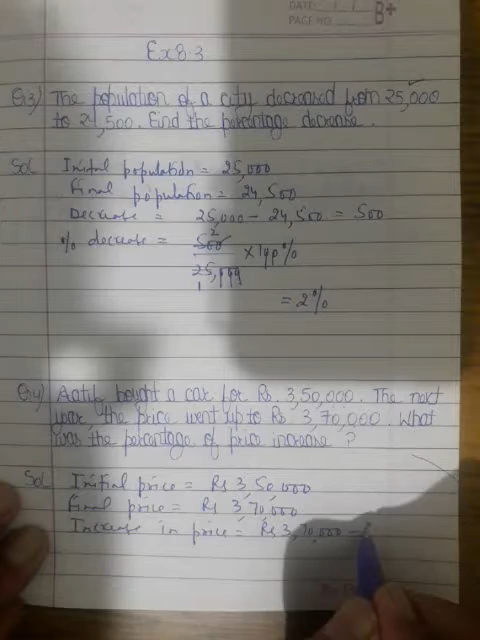 DATE: / /
PAGE NO.: B+
Ex 8.3
Q3) The population of a city decreased from 25,000
to 24,500. Find the percentage decrease.
Sol Initial population = 25,000
Final population = 24,500
Decrease = 25,000 - 24,500 = 500
% decrease = 500/25,000 × 100%
= 2%
Q4) Aatif bought a car for Rs. 3,50,000. The next
year, the price went up to Rs 3,70,000. What
was the percentage of price increase?
Sol Initial price = Rs 3,50,000
Final price = Rs 3,70,000
Increase in price = Rs 3,70,000 -